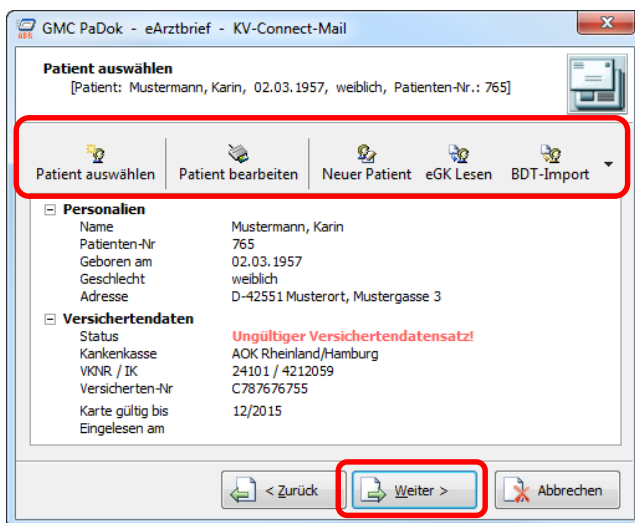 GMC PaDok - eArztbrief - KV-Connect-Mail
ABR
Patient auswählen
[Patient: Mustermann, Karin, 02.03.1957, weiblich, Patienten-Nr.: 765]
Patient auswählen Patient bearbeiten Neuer Patient eGK Lesen BDT-Import
Personalien
Name Mustermann, Karin
Patienten-Nr 765
Geboren am 02.03.1957
Geschlecht weiblich
Adresse D-42551 Musterort, Mustergasse 3
Versichertendaten
Status Ungültiger Versichertendatensatz!
Kankenkasse AOK Rheinland/Hamburg
VKNR / IK 24101 / 4212059
Versicherten-Nr C787676755
Karte gültig bis 12/2015
Eingelesen am
< Zurück Weiter > Abbrechen